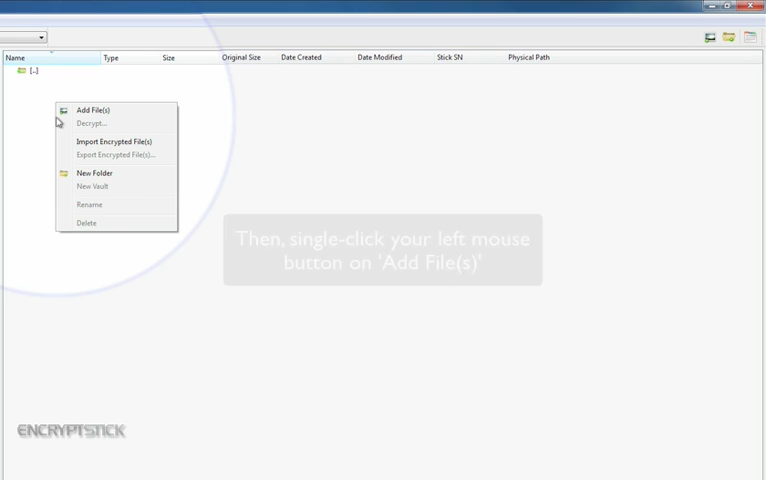 Name Type Size Original Size Date Created Date Modified Stick SN Physical Path
[..]
Add File(s)
Decrypt...
Import Encrypted File(s)
Export Encrypted File(s)...
New Folder
New Vault
Rename
Delete
Then, single-click your left mouse
button on 'Add File(s)'
ENCRYPTSTICK